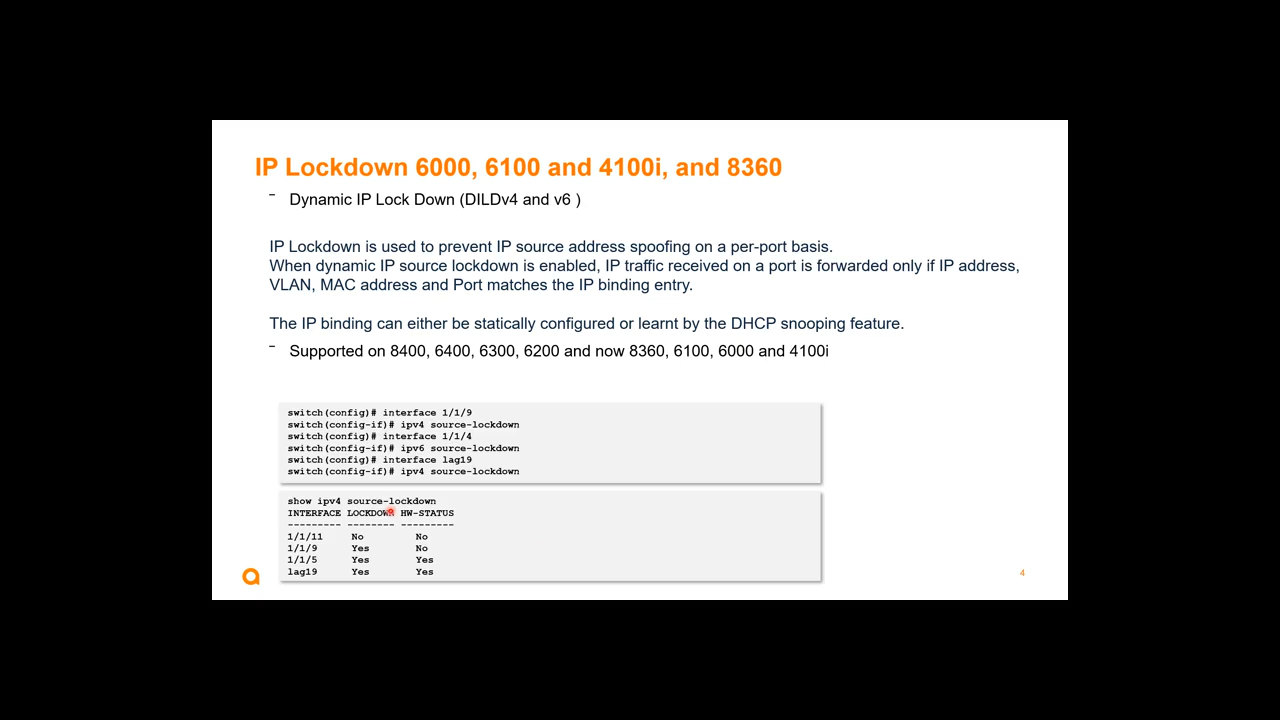 IP Lockdown 6000, 6100 and 4100i, and 8360
⁻ Dynamic IP Lock Down (DILDv4 and v6 )
IP Lockdown is used to prevent IP source address spoofing on a per-port basis.
When dynamic IP source lockdown is enabled, IP traffic received on a port is forwarded only if IP address,
VLAN, MAC address and Port matches the IP binding entry.
The IP binding can either be statically configured or learnt by the DHCP snooping feature.
⁻ Supported on 8400, 6400, 6300, 6200 and now 8360, 6100, 6000 and 4100i
switch(config)# interface 1/1/9
switch(config-if)# ipv4 source-lockdown
switch(config)# interface 1/1/4
switch(config-if)# ipv6 source-lockdown
switch(config)# interface lag19
switch(config-if)# ipv4 source-lockdown
show ipv4 source-lockdown
INTERFACE LOCKDOWN HW-STATUS
--------- -------- ---------
1/1/11 No No
1/1/9 Yes No
1/1/5 Yes Yes
lag19 Yes Yes
4